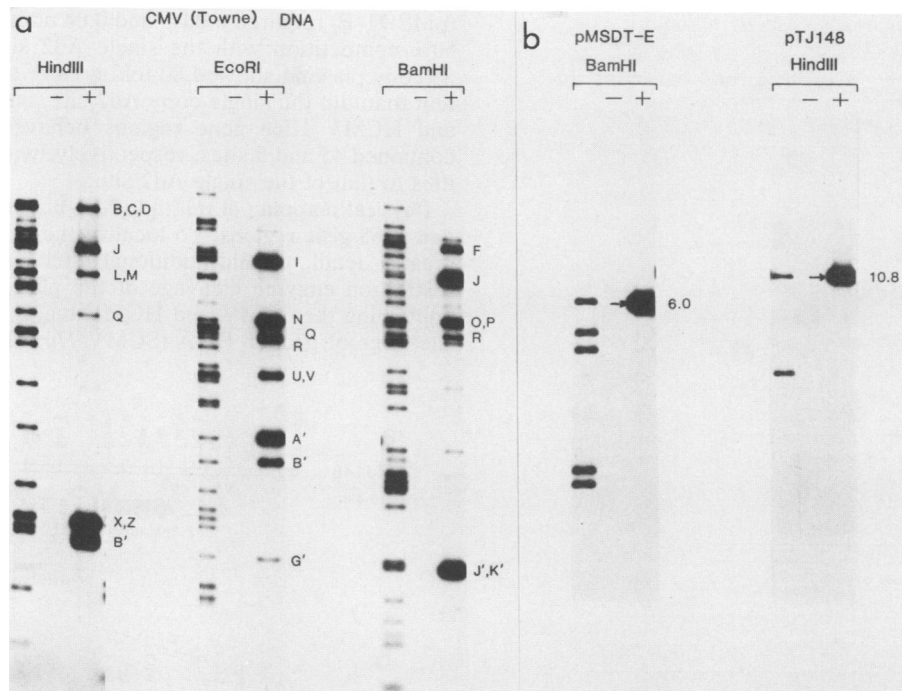 a
CMV (Towne) DNA
HindIII
− +
B,C,D
J
L,M
Q
X,Z
B'
EcoRI
− +
I
N
Q
R
U,V
A'
B'
G'
BamHI
− +
F
J
O,P
R
J',K'
b
pMSDT-E
BamHI
− +
6.0
pTJ148
HindIII
− +
10.8